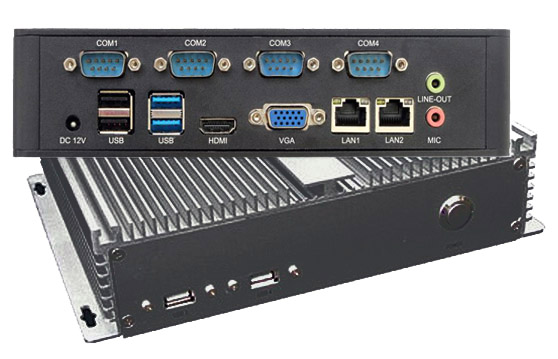 COM1 COM2 COM3 COM4
LINE-OUT
DC 12V USB USB HDMI VGA LAN1 LAN2 MIC